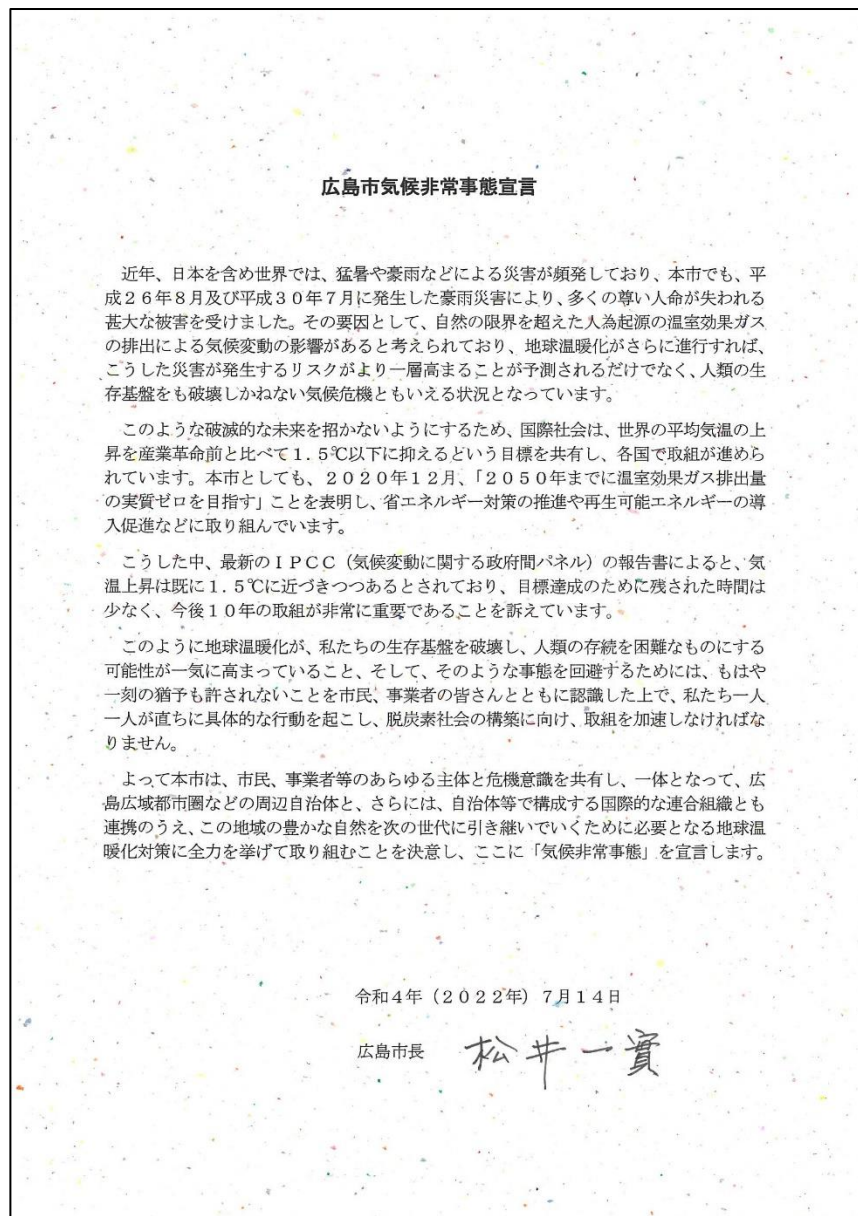 広島市気候非常事態宣言
近年、日本を含め世界では、猛暑や豪雨などによる災害が頻発しており、本市でも、平
成２６年８月及び平成３０年７月に発生した豪雨災害により、多くの尊い人命が失われる
甚大な被害を受けました。その要因として、自然の限界を超えた人為起源の温室効果ガス
の排出による気候変動の影響があると考えられており、地球温暖化がさらに進行すれば、
こうした災害が発生するリスクがより一層高まることが予測されるだけでなく、人類の生
存基盤をも破壊しかねない気候危機ともいえる状況となっています。
このような破滅的な未来を招かないようにするため、国際社会は、世界の平均気温の上
昇を産業革命前と比べて１.５℃以下に抑えるという目標を共有し、各国で取組が進めら
れています。本市としても、２０２０年１２月、「２０５０年までに温室効果ガス排出量
の実質ゼロを目指す」ことを表明し、省エネルギー対策の推進や再生可能エネルギーの導
入促進などに取り組んでいます。
こうした中、最新のＩＰＣＣ（気候変動に関する政府間パネル）の報告書によると、気
温上昇は既に１.５℃に近づきつつあるとされており、目標達成のために残された時間は
少なく、今後１０年の取組が非常に重要であることを訴えています。
このように地球温暖化が、私たちの生存基盤を破壊し、人類の存続を困難なものにする
可能性が一気に高まっていること、そして、そのような事態を回避するためには、もはや
一刻の猶予も許されないことを市民、事業者の皆さんとともに認識した上で、私たち一人
一人が直ちに具体的な行動を起こし、脱炭素社会の構築に向け、取組を加速しなければな
りません。
よって本市は、市民、事業者等のあらゆる主体と危機意識を共有し、一体となって、広
島広域都市圏などの周辺自治体と、さらには、自治体等で構成する国際的な連合組織とも
連携のうえ、この地域の豊かな自然を次の世代に引き継いでいくために必要となる地球温
暖化対策に全力を挙げて取り組むことを決意し、ここに「気候非常事態」を宣言します。
令和４年（２０２２年）７月１４日
広島市長 松井一實